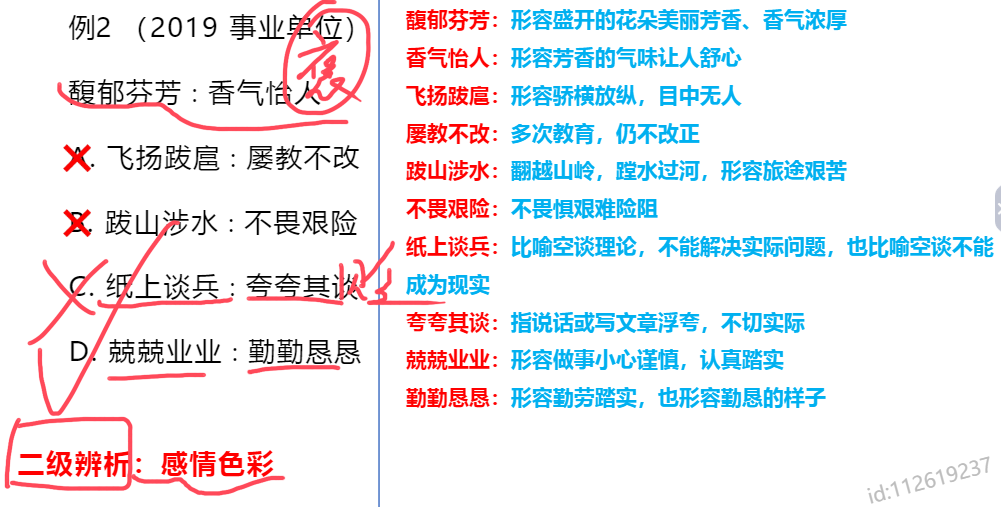 例2 （2019 事业单位）
褒
馥郁芬芳：香气怡人
A. 飞扬跋扈：屡教不改
B. 跋山涉水：不畏艰险
C. 纸上谈兵：夸夸其谈
D. 兢兢业业：勤勤恳恳
二级辨析：感情色彩
馥郁芬芳：形容盛开的花朵美丽芳香、香气浓厚
香气怡人：形容芳香的气味让人舒心
飞扬跋扈：形容骄横放纵，目中无人
屡教不改：多次教育，仍不改正
跋山涉水：翻越山岭，蹚水过河，形容旅途艰苦
不畏艰险：不畏惧艰难险阻
纸上谈兵：比喻空谈理论，不能解决实际问题，也比喻空谈不能
成为现实
夸夸其谈：指说话或写文章浮夸，不切实际
兢兢业业：形容做事小心谨慎，认真踏实
勤勤恳恳：形容勤劳踏实，也形容勤恳的样子
id:112619237